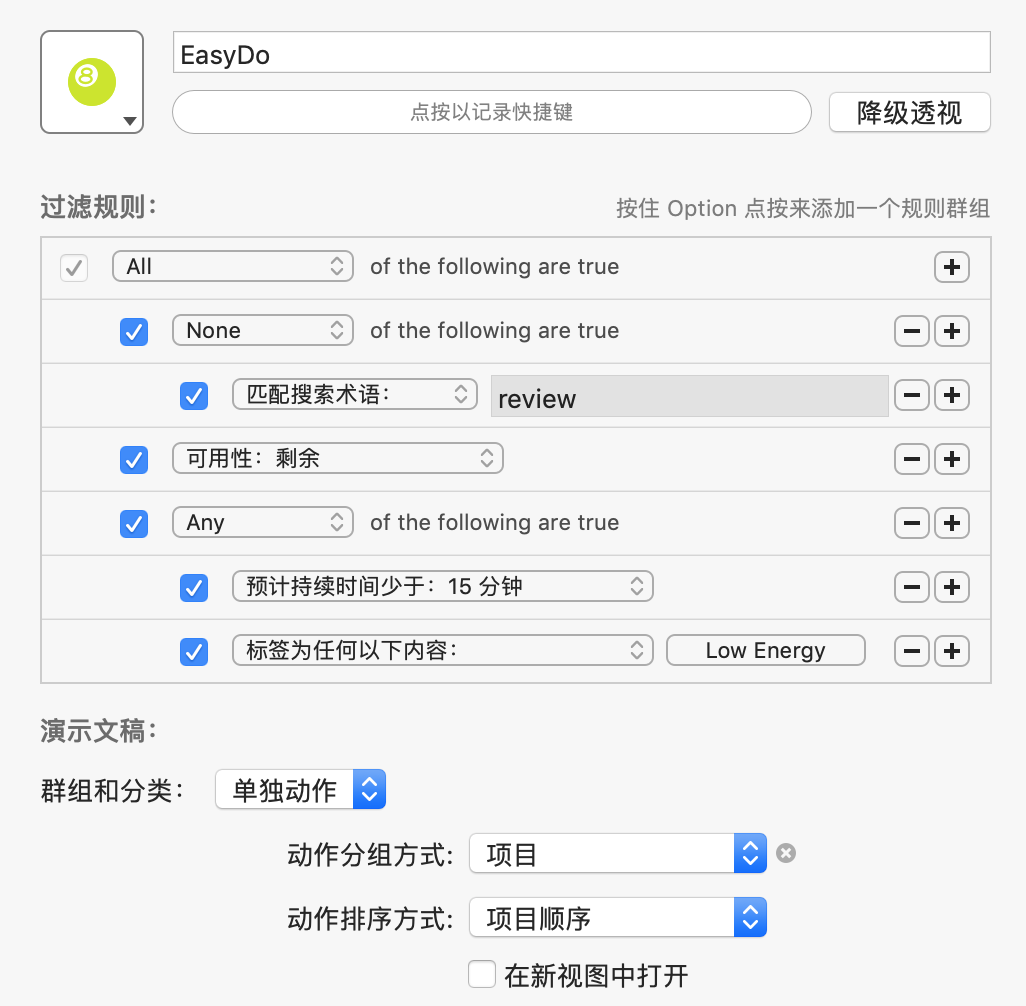 EasyDo
点按以记录快捷键
降级透视
过滤规则：
按住 Option 点按来添加一个规则群组
All of the following are true
None of the following are true
匹配搜索术语： review
可用性：剩余
Any of the following are true
预计持续时间少于：15 分钟
标签为任何以下内容： Low Energy
演示文稿：
群组和分类： 单独动作
动作分组方式: 项目
动作排序方式: 项目顺序
在新视图中打开